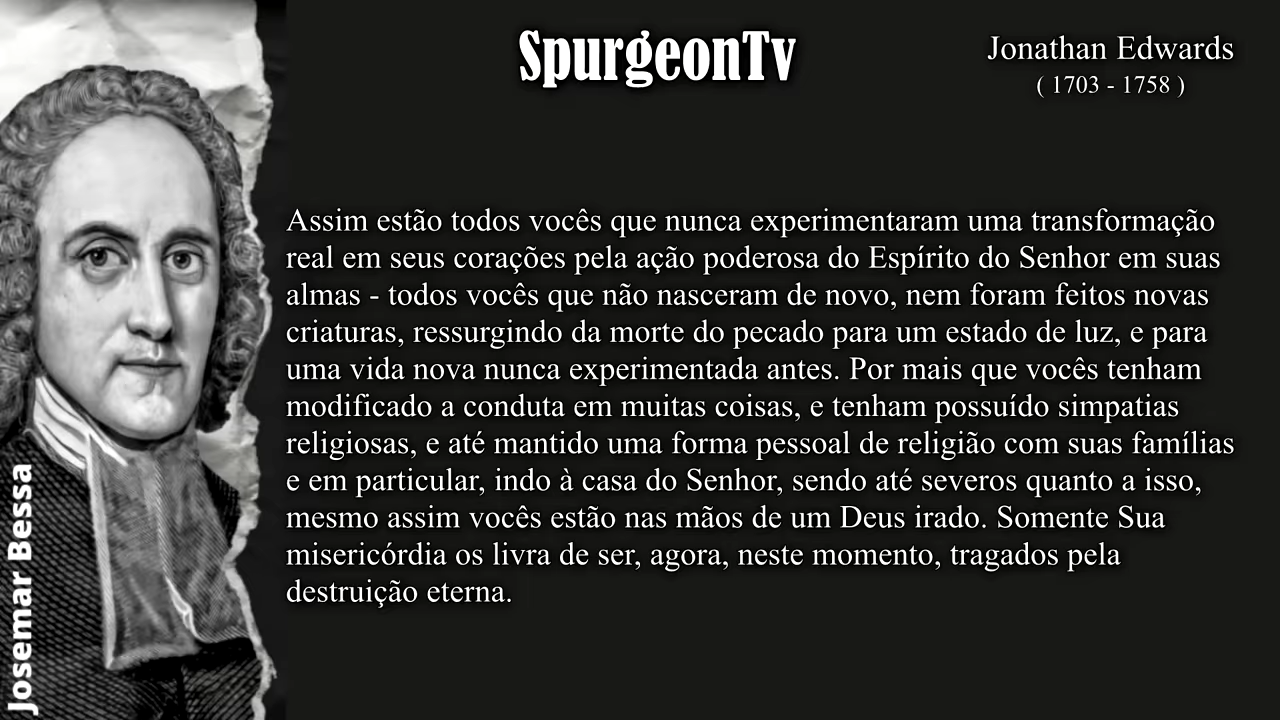 SpurgeonTv
Jonathan Edwards
( 1703 - 1758 )
Assim estão todos vocês que nunca experimentaram uma transformação
real em seus corações pela ação poderosa do Espírito do Senhor em suas
almas - todos vocês que não nasceram de novo, nem foram feitos novas
criaturas, ressurgindo da morte do pecado para um estado de luz, e para
uma vida nova nunca experimentada antes. Por mais que vocês tenham
modificado a conduta em muitas coisas, e tenham possuído simpatias
religiosas, e até mantido uma forma pessoal de religião com suas famílias
e em particular, indo à casa do Senhor, sendo até severos quanto a isso,
mesmo assim vocês estão nas mãos de um Deus irado. Somente Sua
misericórdia os livra de ser, agora, neste momento, tragados pela
destruição eterna.
Josemar Bessa